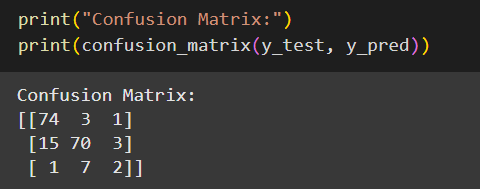 print("Confusion Matrix:")
print(confusion_matrix(y_test, y_pred))
Confusion Matrix:
[[74  3  1]
 [15 70  3]
 [ 1  7  2]]